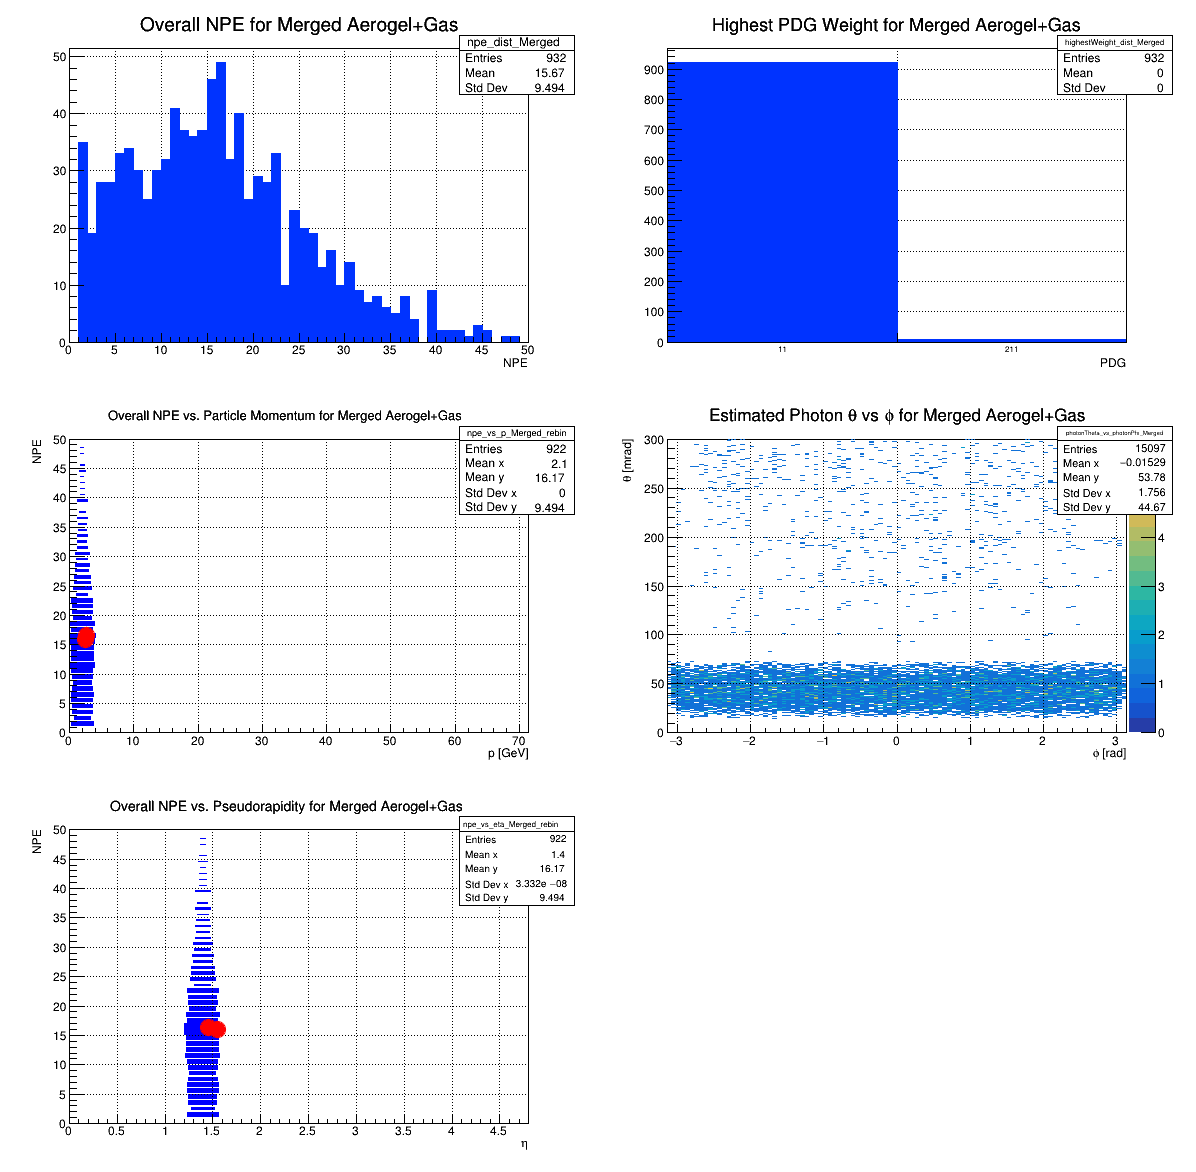 Overall NPE for Merged Aerogel+Gas
npe_dist_Merged
Entries 932
Mean 15.67
Std Dev 9.494
50
40
30
20
10
0
0 5 10 15 20 25 30 35 40 45 50
NPE
Highest PDG Weight for Merged Aerogel+Gas
highestWeight_dist_Merged
Entries 932
Mean 0
Std Dev 0
900
800
700
600
500
400
300
200
100
0
11 211
PDG
Overall NPE vs. Particle Momentum for Merged Aerogel+Gas
npe_vs_p_Merged_rebin
Entries 922
Mean x 2.1
Mean y 16.17
Std Dev x 0
Std Dev y 9.494
NPE
50
45
40
35
30
25
20
15
10
5
0
0 10 20 30 40 50 60 70
p [GeV]
Estimated Photon θ vs ϕ for Merged Aerogel+Gas
photonTheta_vs_photonPhi_Merged
Entries 15097
Mean x −0.01529
Mean y 53.78
Std Dev x 1.756
Std Dev y 44.67
θ [mrad]
300
250
200
150
100
50
0
−3 −2 −1 0 1 2 3
ϕ [rad]
4
3
2
1
0
Overall NPE vs. Pseudorapidity for Merged Aerogel+Gas
npe_vs_eta_Merged_rebin
Entries 922
Mean x 1.4
Mean y 16.17
Std Dev x 3.332e −08
Std Dev y 9.494
NPE
50
45
40
35
30
25
20
15
10
5
0
0 0.5 1 1.5 2 2.5 3 3.5 4 4.5
η